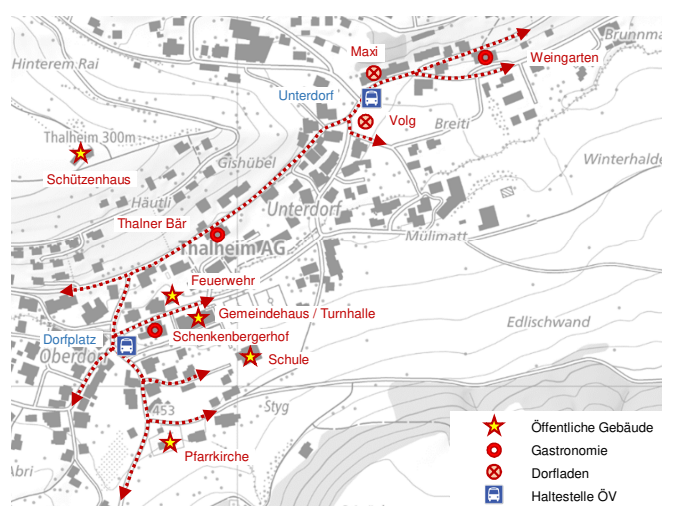 Brunnma
Maxi
Hinterem.Rai
Weingarten
Unterdorf
Volg
Breiti
Thalheim 300m
Gishübel
Winterhalde
Schützenhaus
Häutli
Unterdorf
Thalner Bär
Mülimatt
Thalheim AG
Feuerwehr
Gemeindehaus / Turnhalle
Edlischwand
Schenkenbergerhof
Dorfplatz
Oberdorf
Schule
Styg
453
Pfarrkirche
Abri
Öffentliche Gebäude
Gastronomie
Dorfladen
Haltestelle ÖV